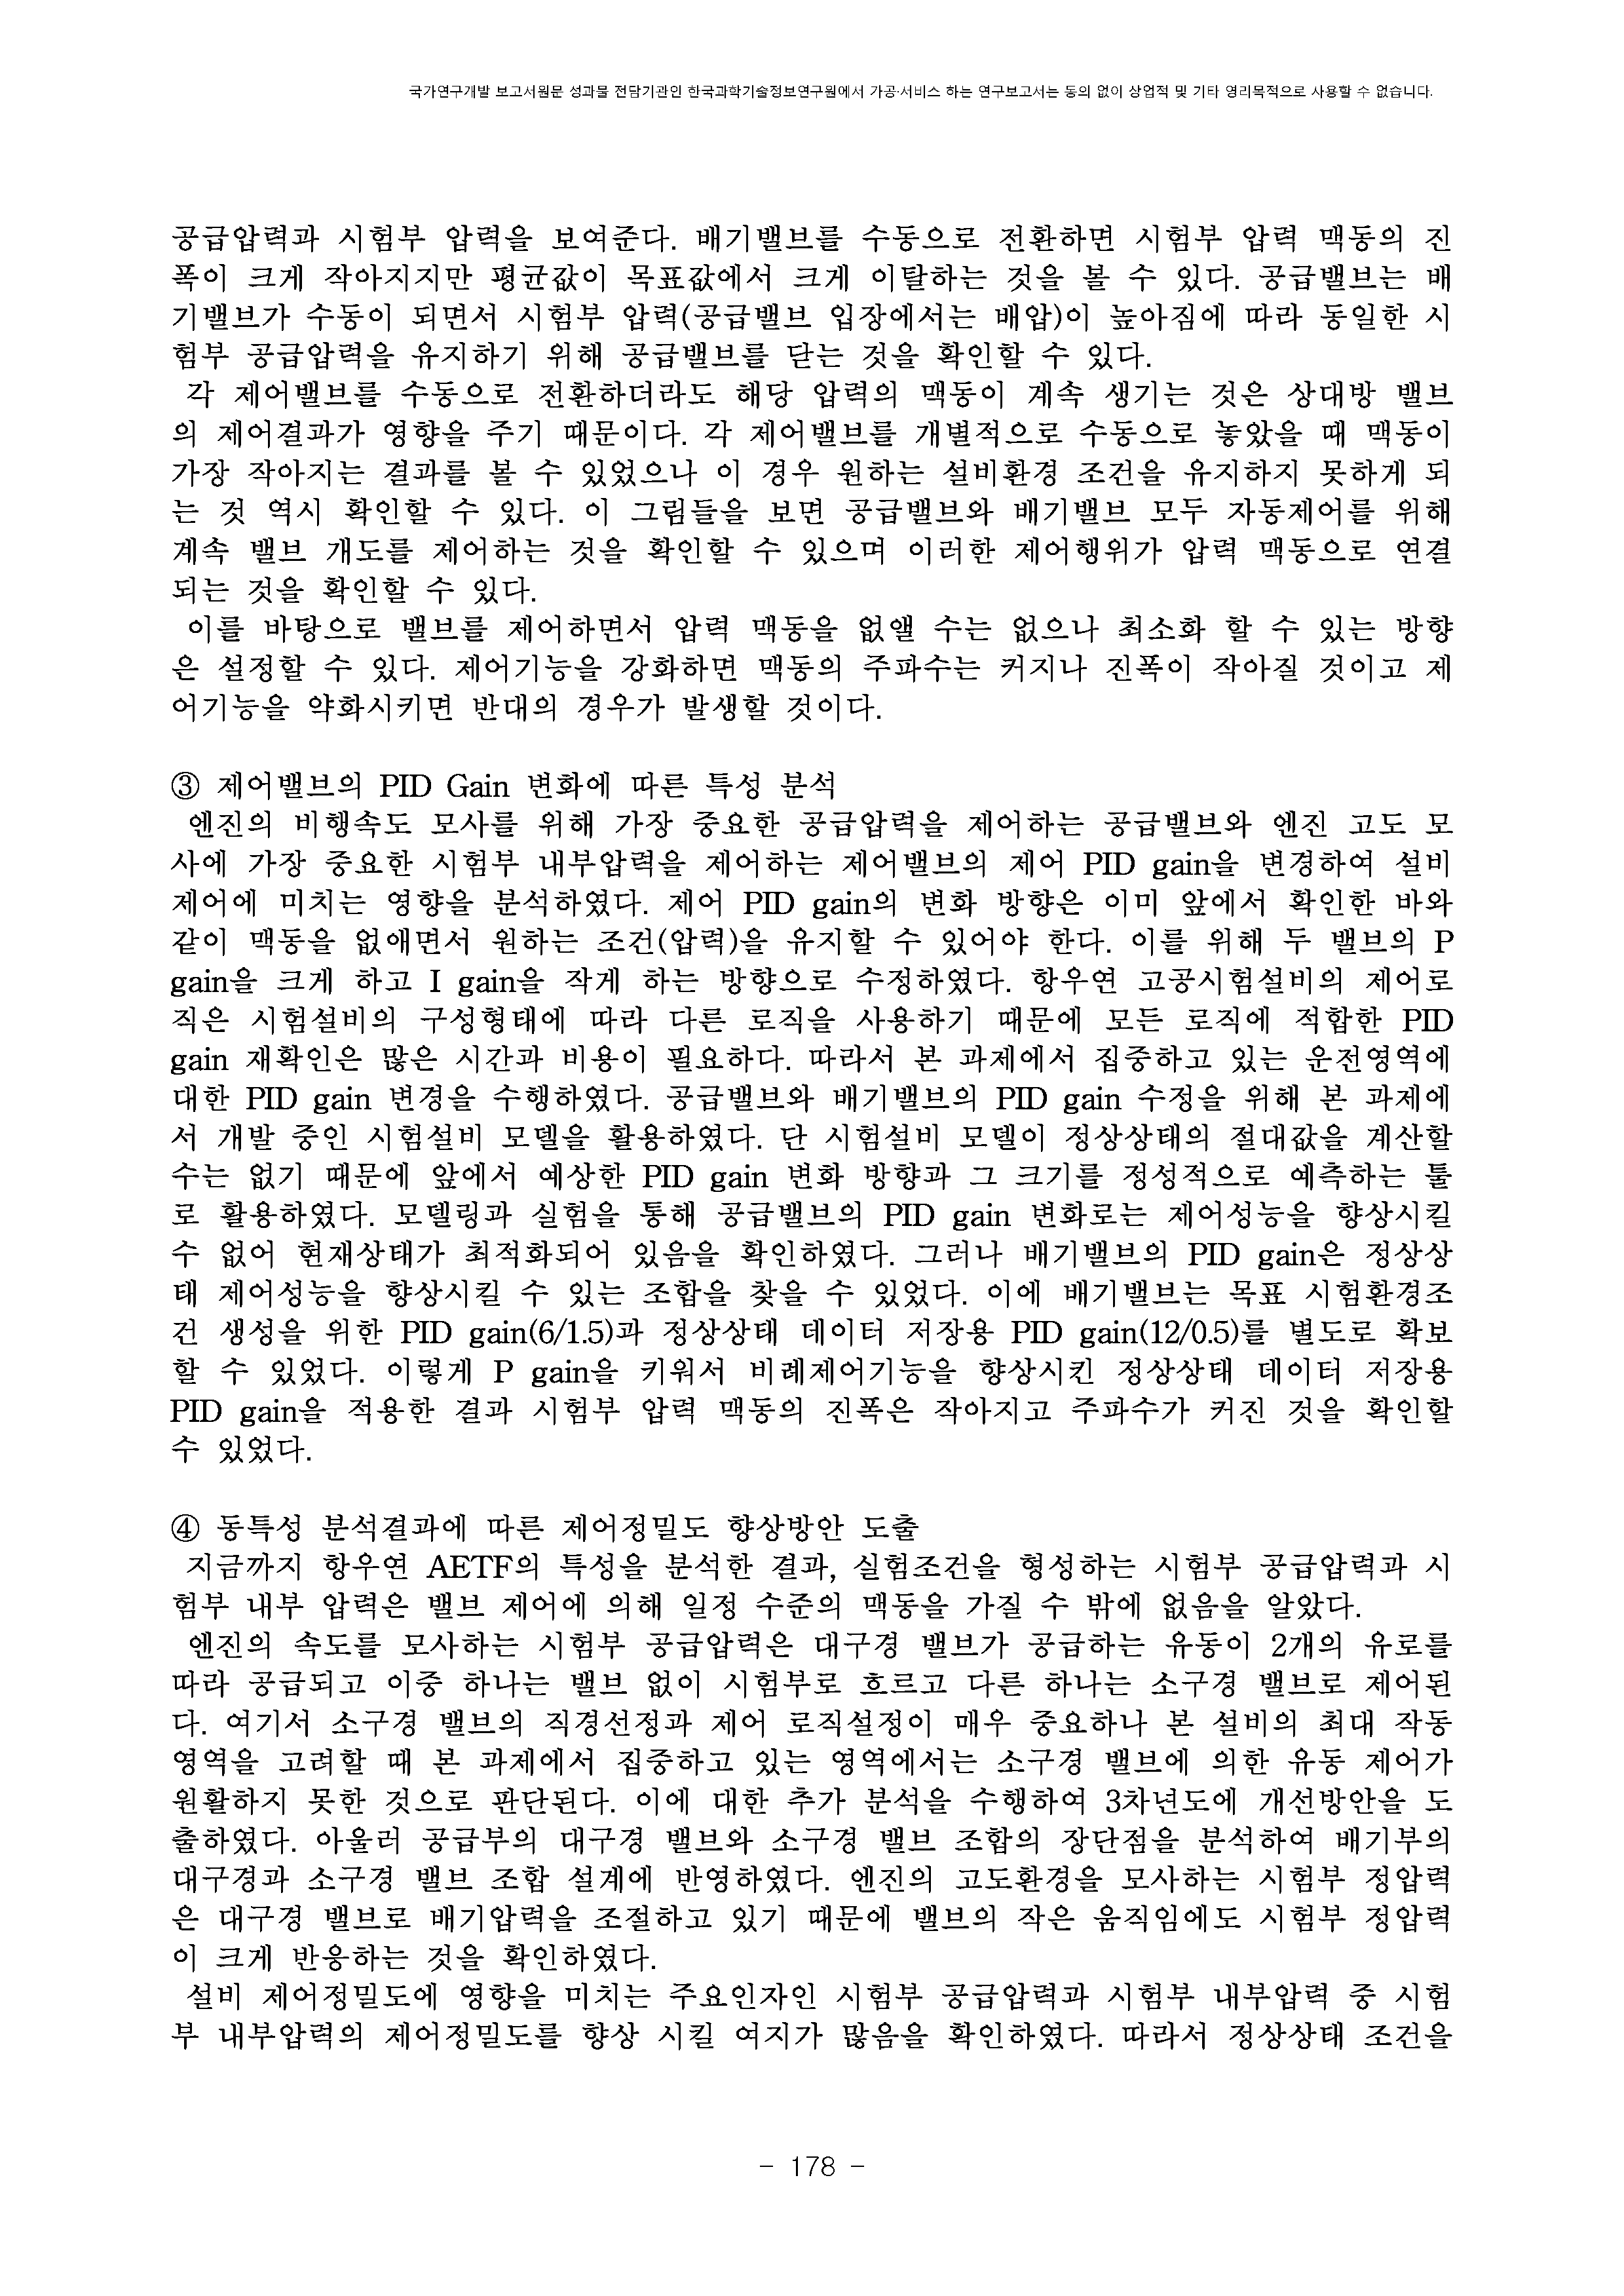 국가연구개발 보고서원문 성과물 전담기관인 한국과학기술정보연구원에서 가공·서비스 하는 연구보고서는 동의 없이 상업적 및 기타 영리목적으로 사용할 수 없습니다.
공급압력과 시험부 압력을 보여준다. 배기밸브를 수동으로 전환하면 시험부 압력 맥동의 진
폭이 크게 작아지지만 평균값이 목표값에서 크게 이탈하는 것을 볼 수 있다. 공급밸브는 배
기밸브가 수동이 되면서 시험부 압력(공급밸브 입장에서는 배압)이 높아짐에 따라 동일한 시
험부 공급압력을 유지하기 위해 공급밸브를 닫는 것을 확인할 수 있다.
각 제어밸브를 수동으로 전환하더라도 해당 압력의 맥동이 계속 생기는 것은 상대방 밸브
의 제어결과가 영향을 주기 때문이다. 각 제어밸브를 개별적으로 수동으로 놓았을 때 맥동이
가장 작아지는 결과를 볼 수 있었으나 이 경우 원하는 설비환경 조건을 유지하지 못하게 되
는 것 역시 확인할 수 있다. 이 그림들을 보면 공급밸브와 배기밸브 모두 자동제어를 위해
계속 밸브 개도를 제어하는 것을 확인할 수 있으며 이러한 제어행위가 압력 맥동으로 연결
되는 것을 확인할 수 있다.
이를 바탕으로 밸브를 제어하면서 압력 맥동을 없앨 수는 없으나 최소화 할 수 있는 방향
은 설정할 수 있다. 제어기능을 강화하면 맥동의 주파수는 커지나 진폭이 작아질 것이고 제
어기능을 약화시키면 반대의 경우가 발생할 것이다.
③ 제어밸브의 PID Gain 변화에 따른 특성 분석
엔진의 비행속도 모사를 위해 가장 중요한 공급압력을 제어하는 공급밸브와 엔진 고도 모
사에 가장 중요한 시험부 내부압력을 제어하는 제어밸브의 제어 PID gain을 변경하여 설비
제어에 미치는 영향을 분석하였다. 제어 PID gain의 변화 방향은 이미 앞에서 확인한 바와
같이 맥동을 없애면서 원하는 조건(압력)을 유지할 수 있어야 한다. 이를 위해 두 밸브의 P
gain을 크게 하고 I gain을 작게 하는 방향으로 수정하였다. 항우연 고공시험설비의 제어로
직은 시험설비의 구성형태에 따라 다른 로직을 사용하기 때문에 모든 로직에 적합한 PID
gain 재확인은 많은 시간과 비용이 필요하다. 따라서 본 과제에서 집중하고 있는 운전영역에
대한 PID gain 변경을 수행하였다. 공급밸브와 배기밸브의 PID gain 수정을 위해 본 과제에
서 개발 중인 시험설비 모델을 활용하였다. 단 시험설비 모델이 정상상태의 절대값을 계산할
수는 없기 때문에 앞에서 예상한 PID gain 변화 방향과 그 크기를 정성적으로 예측하는 툴
로 활용하였다. 모델링과 실험을 통해 공급밸브의 PID gain 변화로는 제어성능을 향상시킬
수 없어 현재상태가 최적화되어 있음을 확인하였다. 그러나 배기밸브의 PID gain은 정상상
태 제어성능을 향상시킬 수 있는 조합을 찾을 수 있었다. 이에 배기밸브는 목표 시험환경조
건 생성을 위한 PID gain(6/1.5)과 정상상태 데이터 저장용 PID gain(12/0.5)를 별도로 확보
할 수 있었다. 이렇게 P gain을 키워서 비례제어기능을 향상시킨 정상상태 데이터 저장용
PID gain을 적용한 결과 시험부 압력 맥동의 진폭은 작아지고 주파수가 커진 것을 확인할
수 있었다.
④ 동특성 분석결과에 따른 제어정밀도 향상방안 도출
지금까지 항우연 AETF의 특성을 분석한 결과, 실험조건을 형성하는 시험부 공급압력과 시
험부 내부 압력은 밸브 제어에 의해 일정 수준의 맥동을 가질 수 밖에 없음을 알았다.
엔진의 속도를 모사하는 시험부 공급압력은 대구경 밸브가 공급하는 유동이 2개의 유로를
따라 공급되고 이중 하나는 밸브 없이 시험부로 흐르고 다른 하나는 소구경 밸브로 제어된
다. 여기서 소구경 밸브의 직경선정과 제어 로직설정이 매우 중요하나 본 설비의 최대 작동
영역을 고려할 때 본 과제에서 집중하고 있는 영역에서는 소구경 밸브에 의한 유동 제어가
원활하지 못한 것으로 판단된다. 이에 대한 추가 분석을 수행하여 3차년도에 개선방안을 도
출하였다. 아울러 공급부의 대구경 밸브와 소구경 밸브 조합의 장단점을 분석하여 배기부의
대구경과 소구경 밸브 조합 설계에 반영하였다. 엔진의 고도환경을 모사하는 시험부 정압력
은 대구경 밸브로 배기압력을 조절하고 있기 때문에 밸브의 작은 움직임에도 시험부 정압력
이 크게 반응하는 것을 확인하였다.
설비 제어정밀도에 영향을 미치는 주요인자인 시험부 공급압력과 시험부 내부압력 중 시험
부 내부압력의 제어정밀도를 향상 시킬 여지가 많음을 확인하였다. 따라서 정상상태 조건을
- 178 -